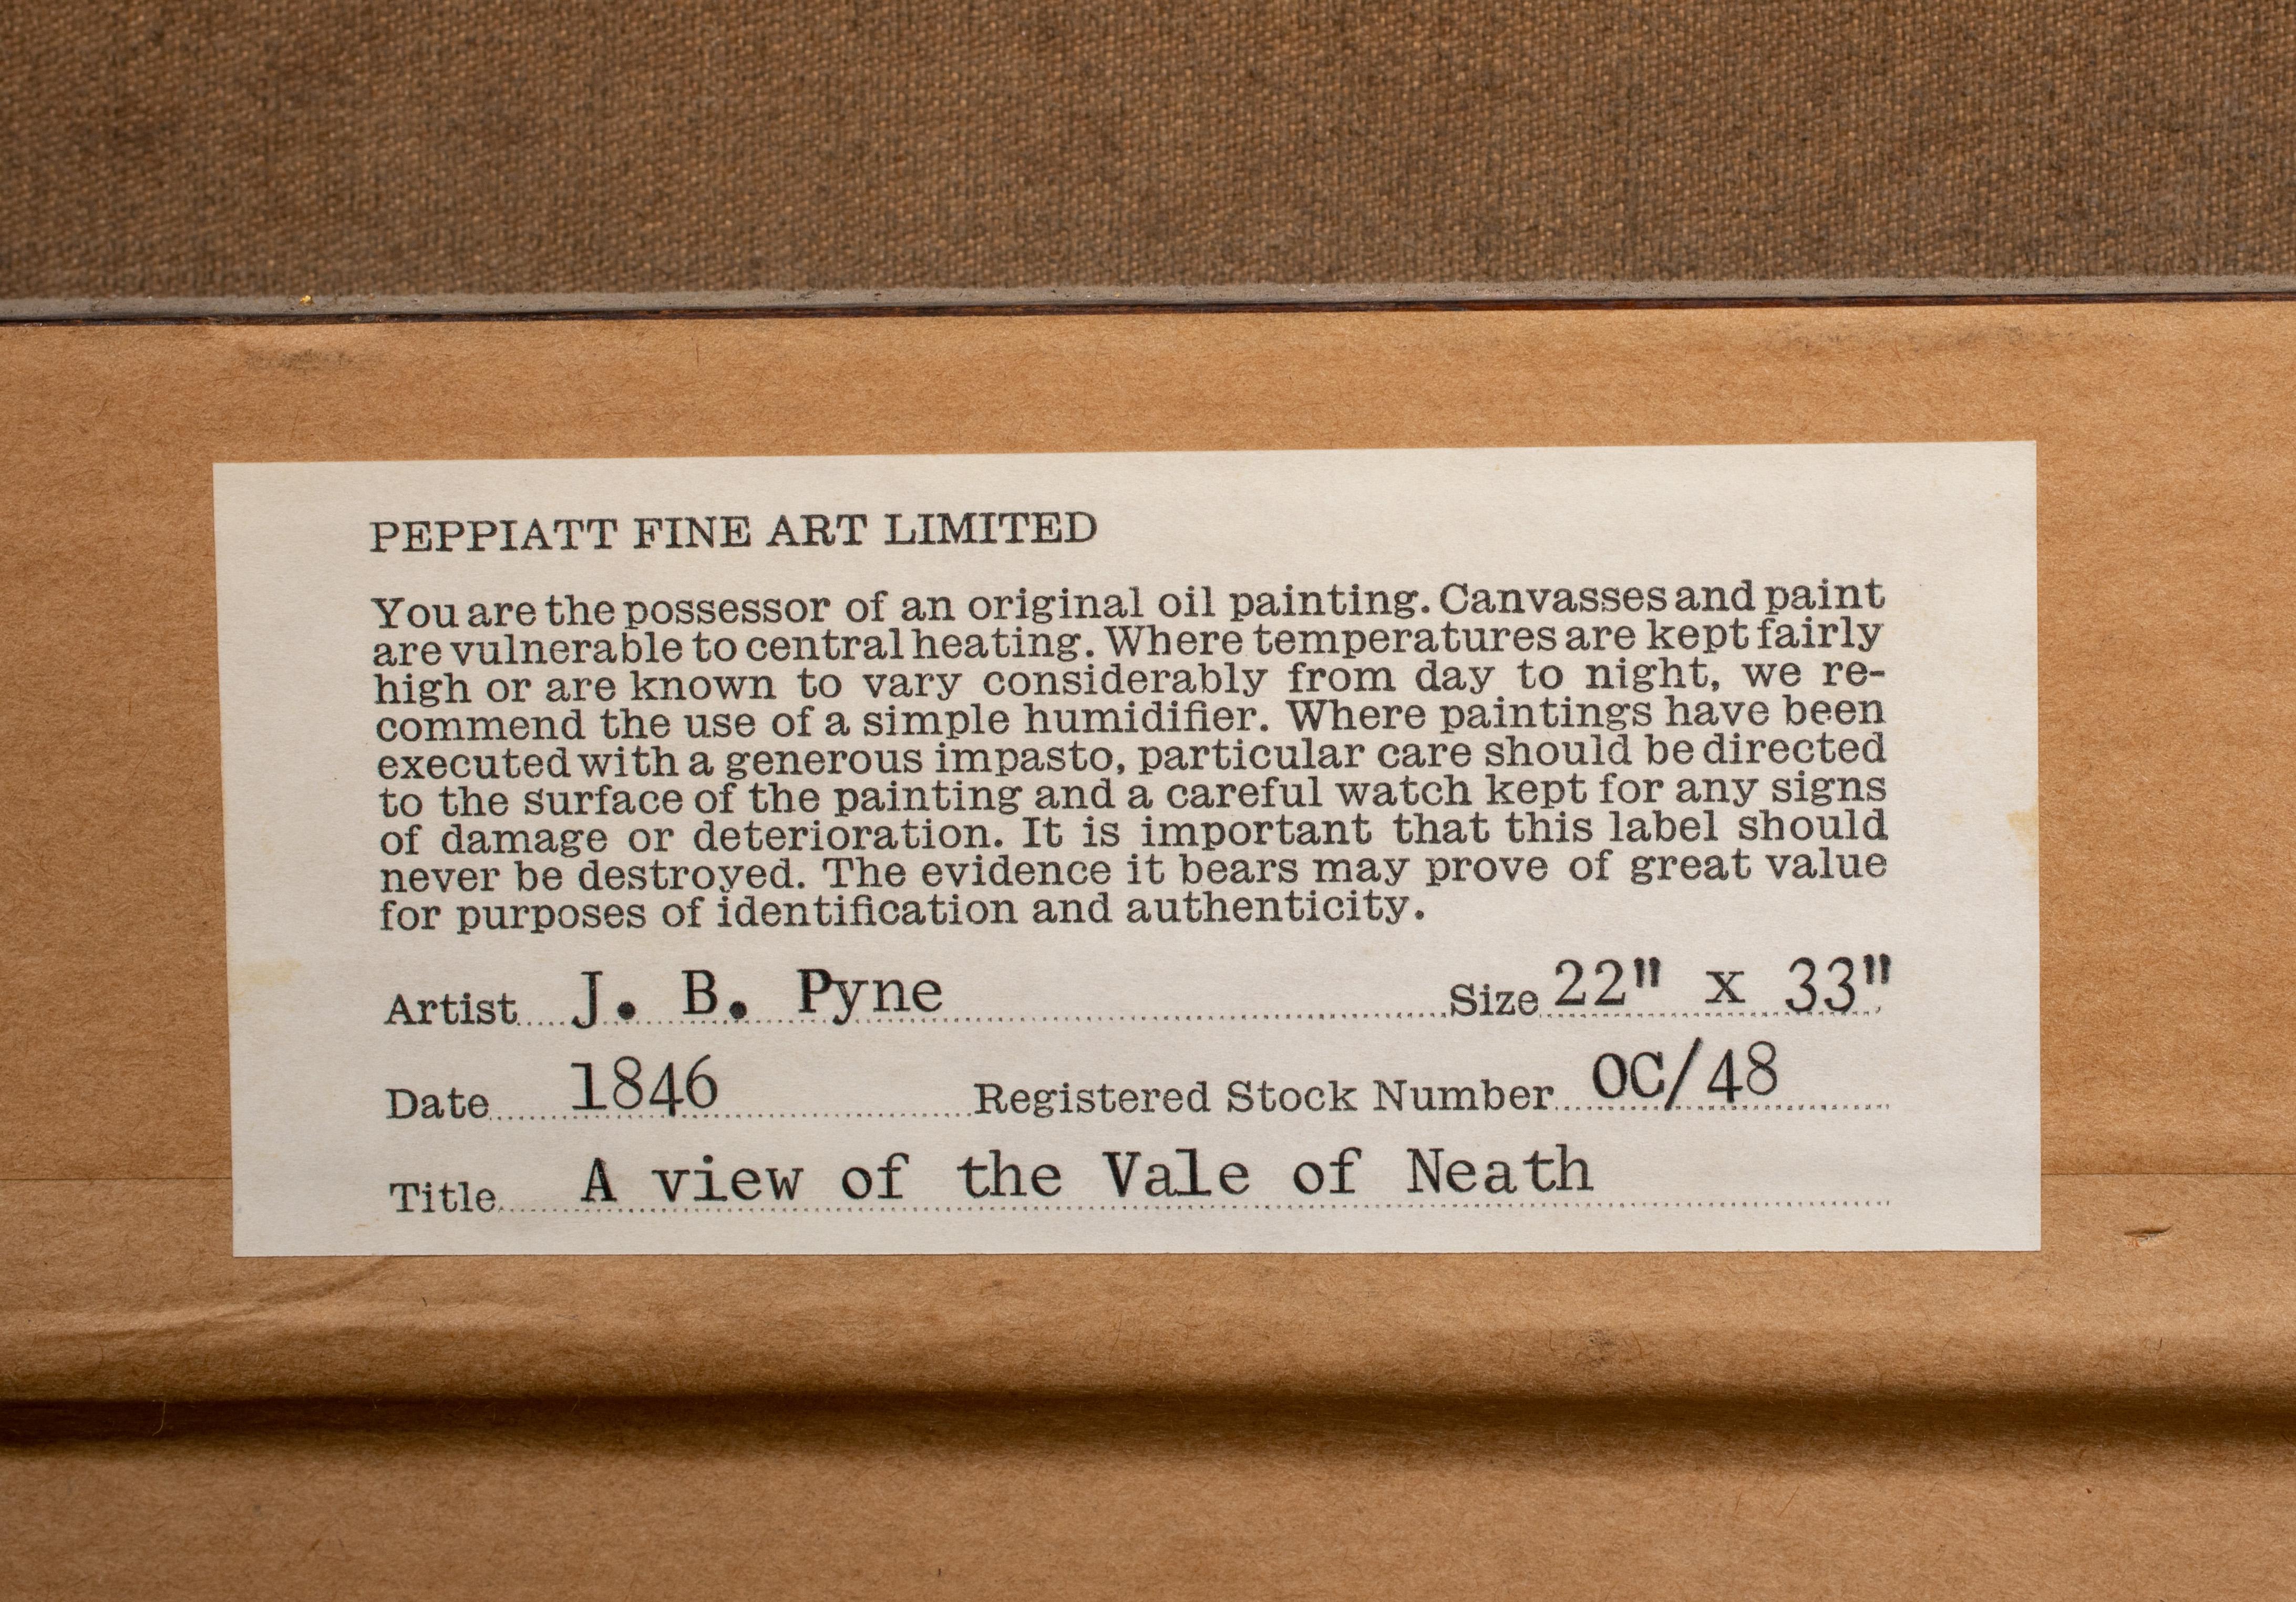 PEPPIATT FINE ART LIMITED
You are the possessor of an original oil painting. Canvasses and paint
are vulnerable to central heating. Where temperatures are kept fairly
high or are known to vary considerably from day to night, we re-
commend the use of a simple humidifier. Where paintings have been
executed with a generous impasto, particular care should be directed
to the surface of the painting and a careful watch kept for any signs
of damage or deterioration. It is important that this label should
never be destroyed. The evidence it bears may prove of great value
for purposes of identification and authenticity.
Artist J. B. Pyne Size 22" x 33"
Date 1846 Registered Stock Number OC/48
Title A view of the Vale of Neath